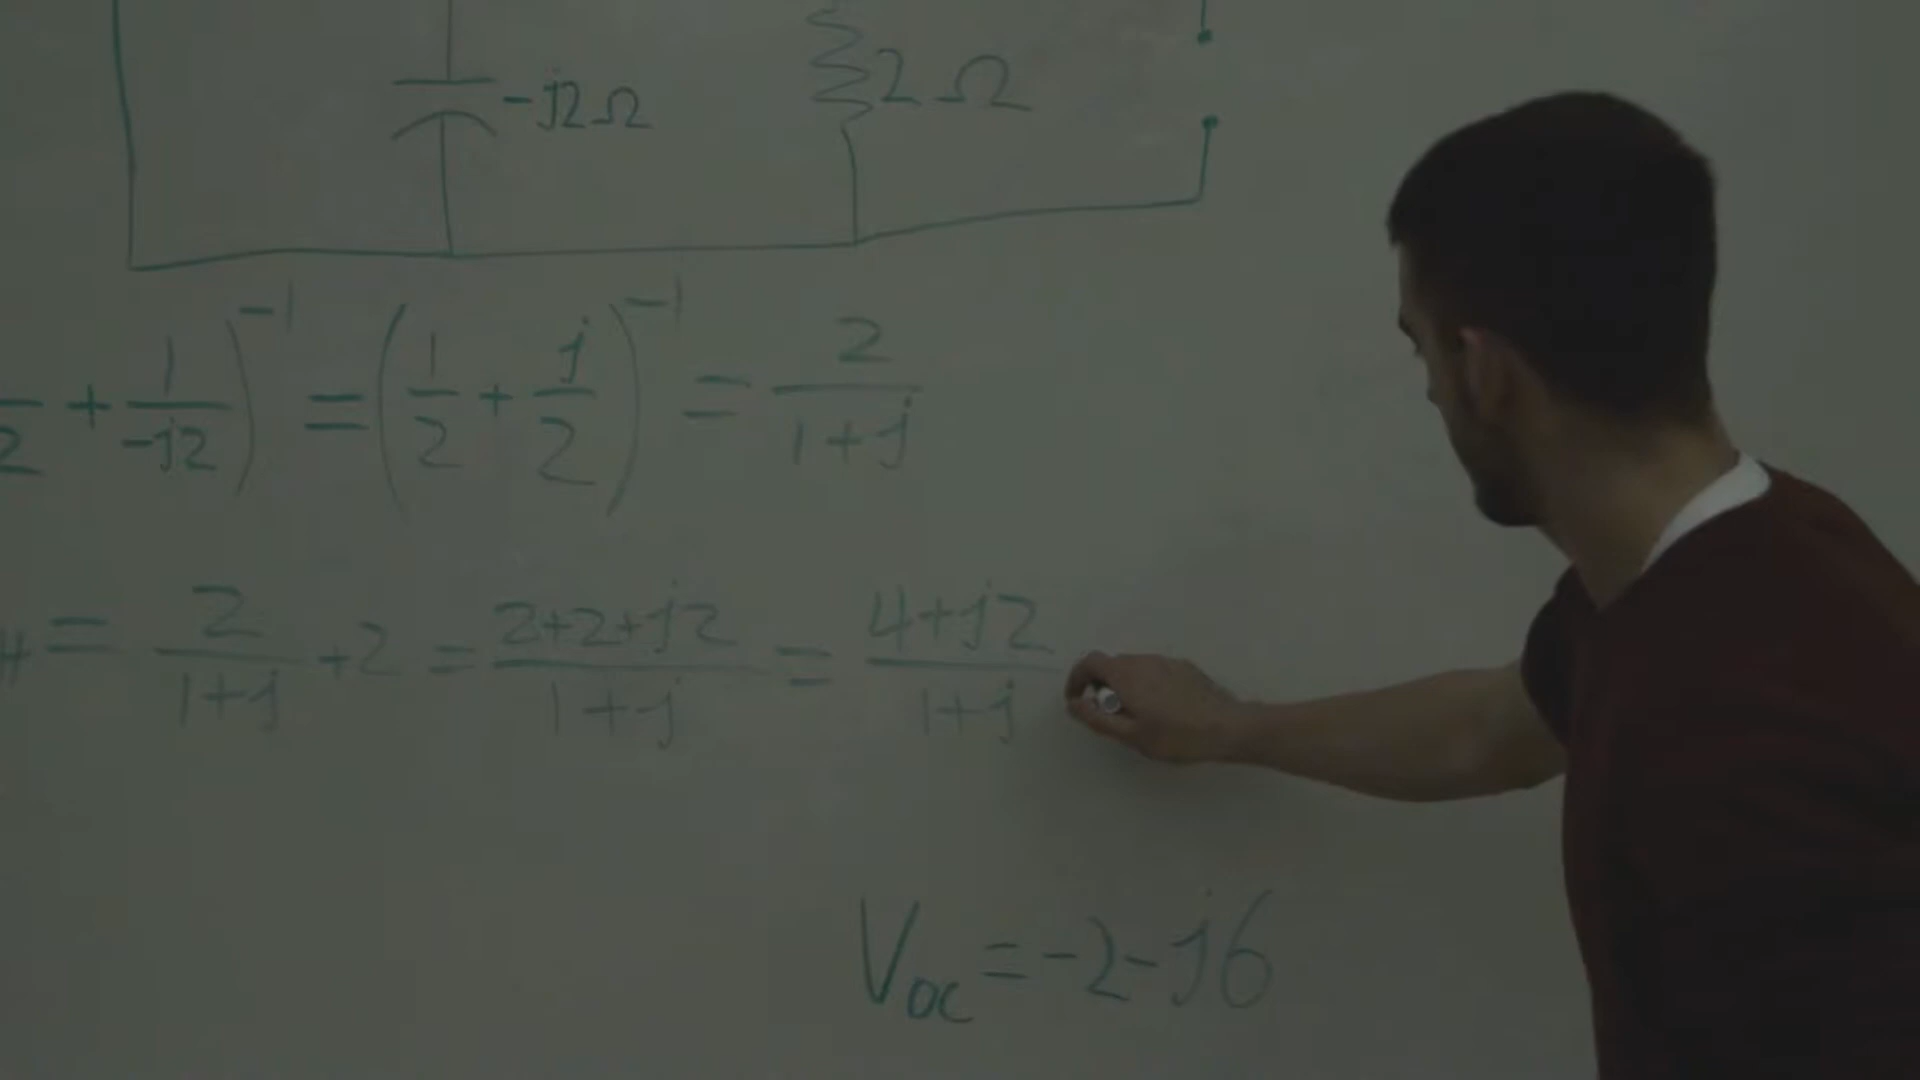 -j2Ω
2Ω
2 + 1/-j2)^-1 = (1/2 + j/2)^-1 = 2/1+j
= 2/1+j +2 = 2+2+j2/1+j = 4+j2/1+j
Voc = -2-j6